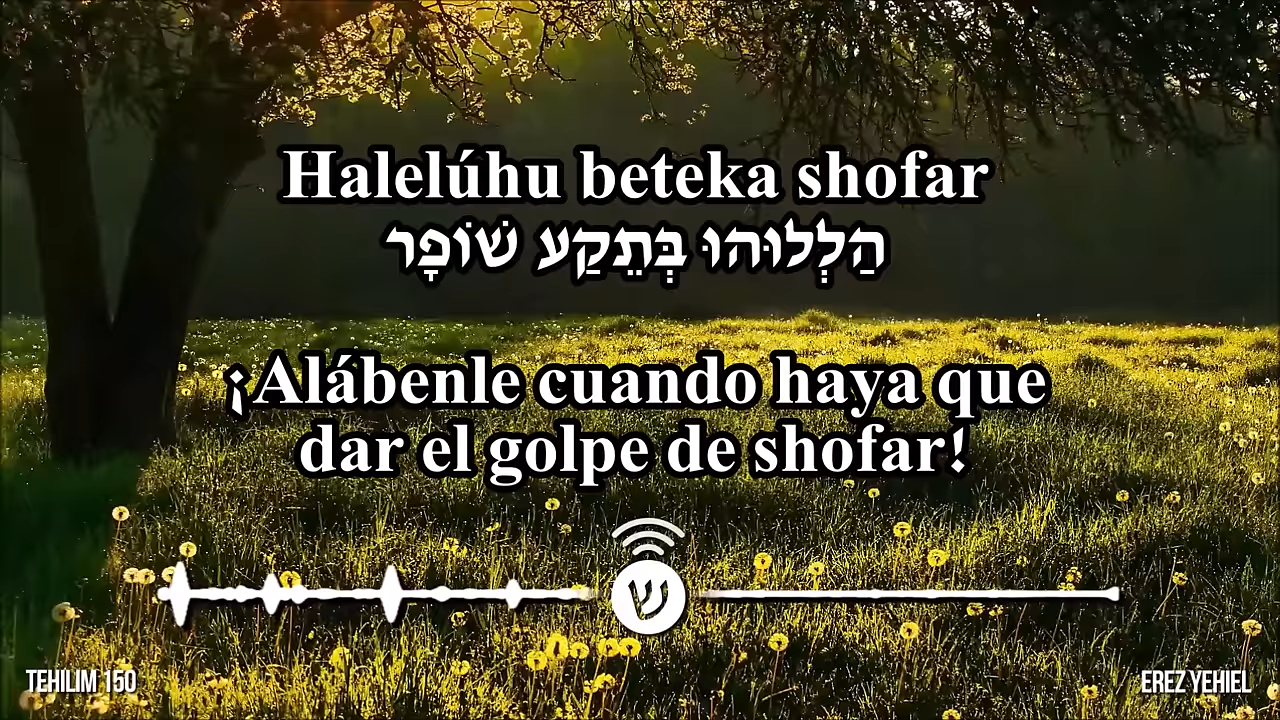 Halelúhu beteka shofar
הַלְלוּהוּ בְּתֵקַע שׁוֹפָר
¡Alábenle cuando haya que
dar el golpe de shofar!
ש
TEHILIM 150
EREZ YEHIEL